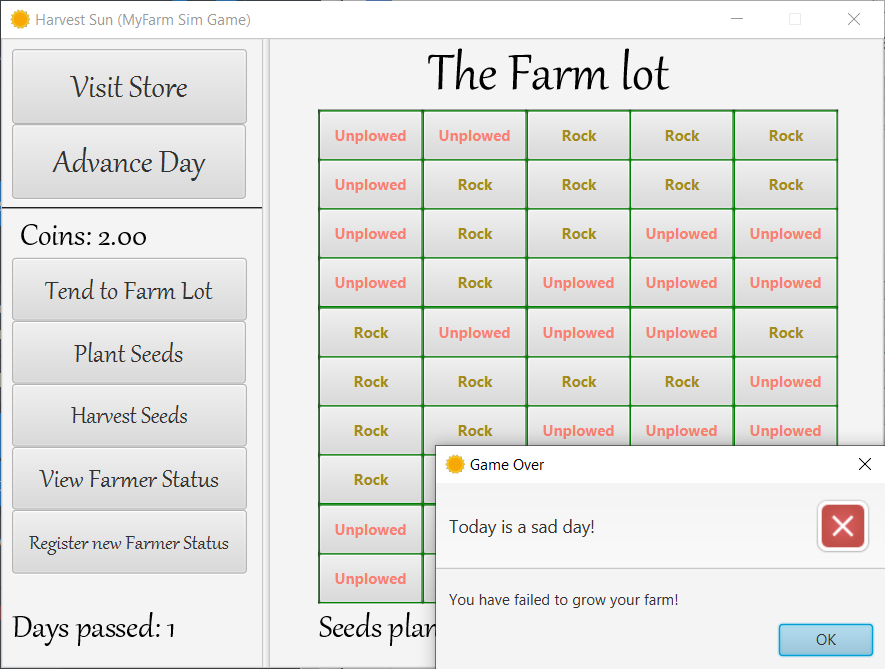 Harvest Sun (MyFarm Sim Game)
Visit Store
Advance Day
Coins: 2.00
Tend to Farm Lot
Plant Seeds
Harvest Seeds
View Farmer Status
Register new Farmer Status
Days passed: 1
The Farm lot
Unplowed Unplowed Rock Rock Rock
Unplowed Rock Rock Rock Rock
Unplowed Rock Rock Unplowed Unplowed
Unplowed Rock Unplowed Unplowed Unplowed
Rock Unplowed Unplowed Unplowed Rock
Rock Rock Rock Rock Unplowed
Rock Rock Unplowed Unplowed Unplowed
Rock
Unplowed
Unplowed
Seeds plan
Game Over
Today is a sad day!
You have failed to grow your farm!
OK